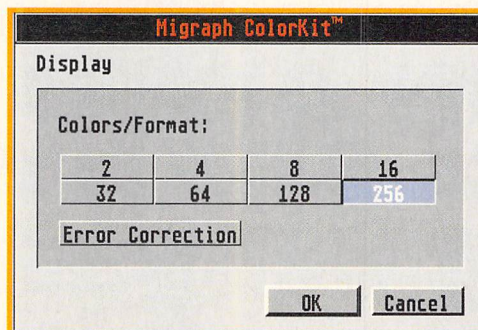 Migraph ColorKit™
Display
Colors/Format:
2 4 8 16
32 64 128 256
Error Correction
OK Cancel